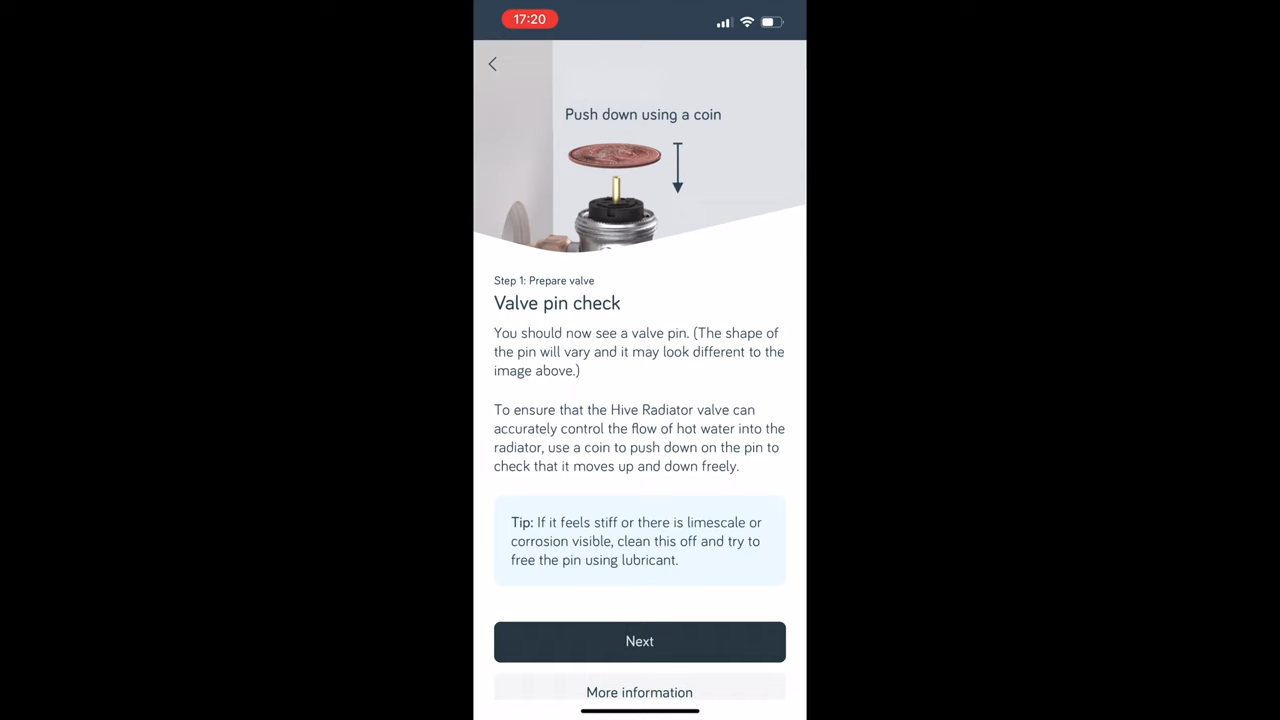 17:20
Push down using a coin
Step 1: Prepare valve
Valve pin check
You should now see a valve pin. (The shape of
the pin will vary and it may look different to the
image above.)
To ensure that the Hive Radiator valve can
accurately control the flow of hot water into the
radiator, use a coin to push down on the pin to
check that it moves up and down freely.
Tip: If it feels stiff or there is limescale or
corrosion visible, clean this off and try to
free the pin using lubricant.
Next
More information